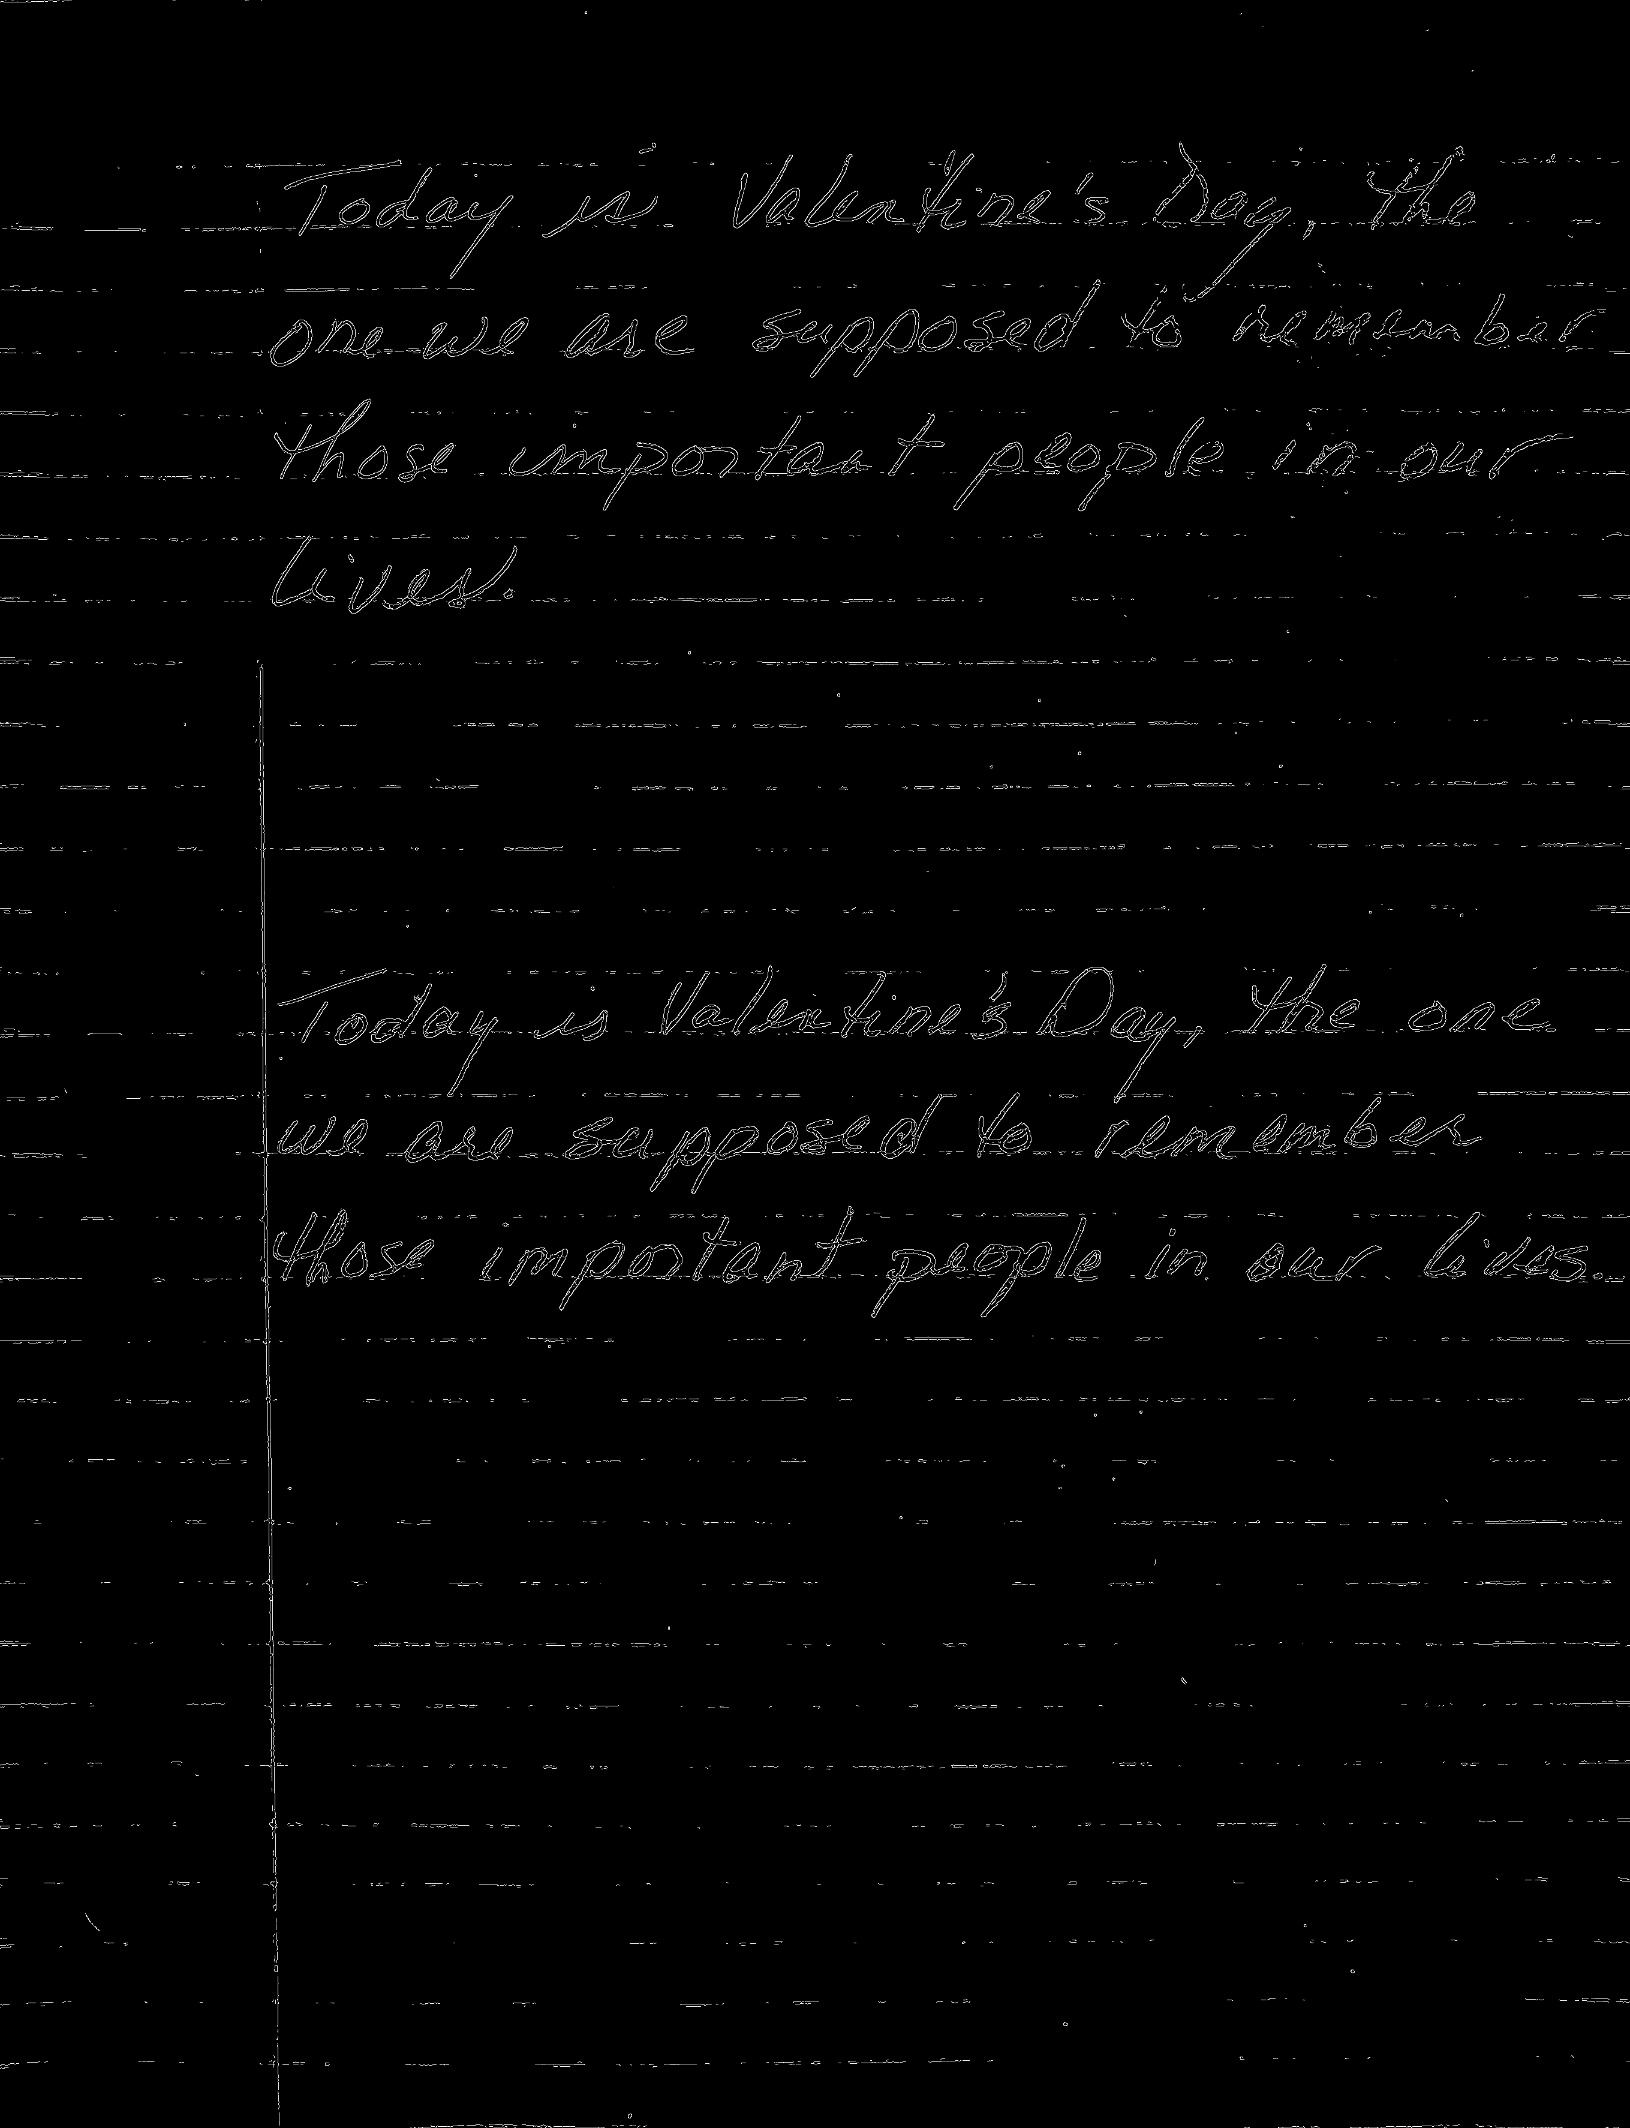 Today is Valentine's Day, the
one we are supposed to remember
those important people in our
lives.
Today is Valentine's Day, the one
we are supposed to remember
those important people in our lives.